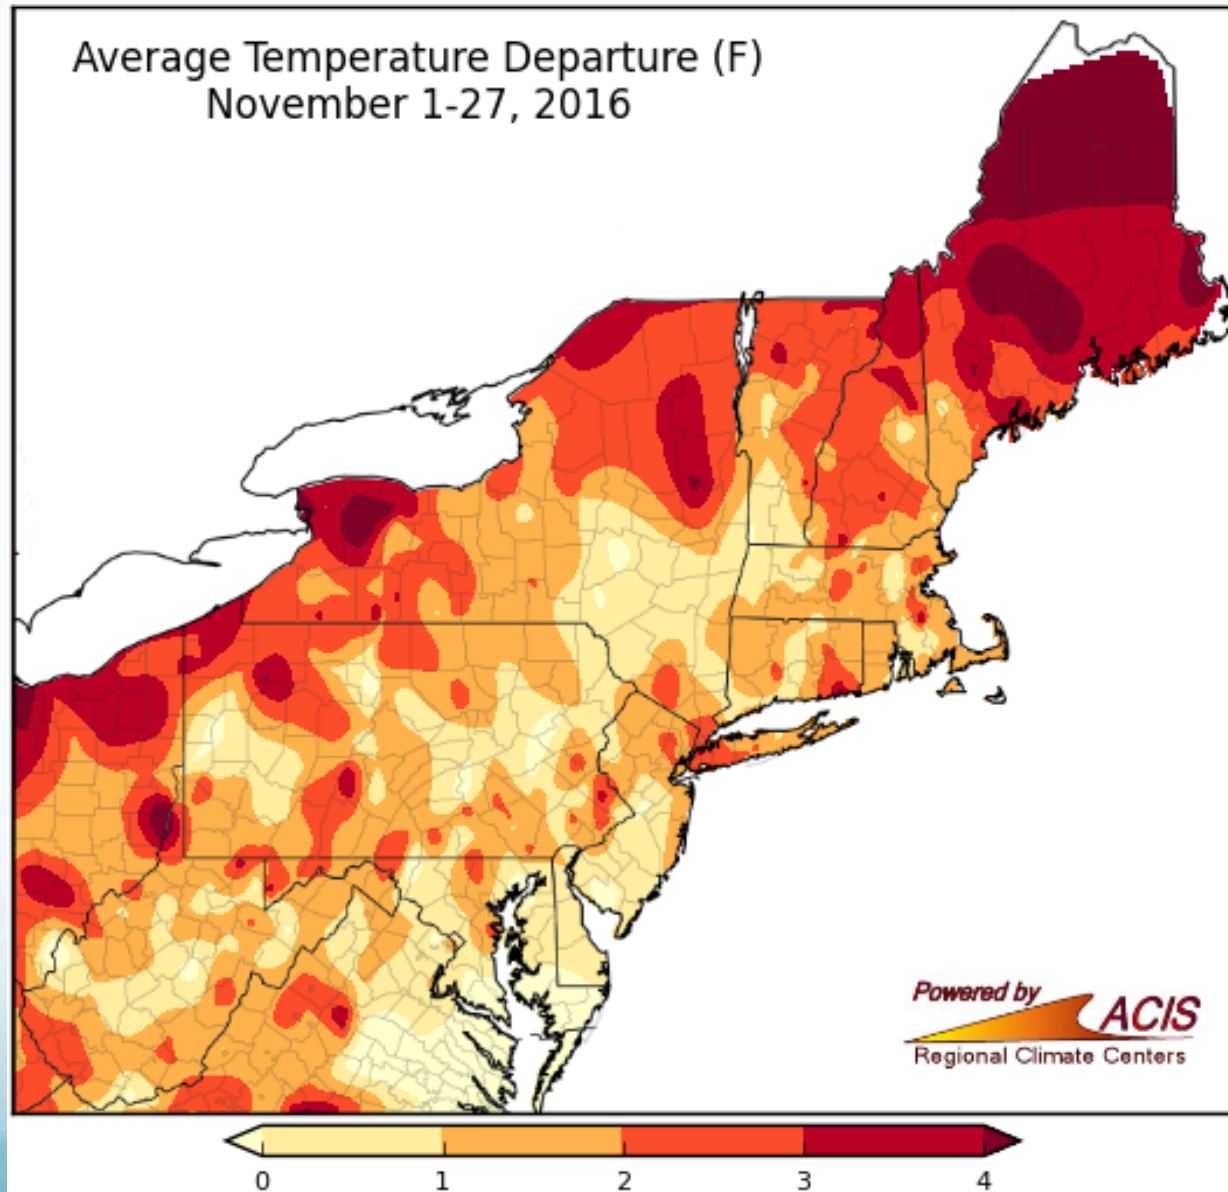 Average Temperature Departure (F)
November 1-27, 2016
Powered by
ACIS
Regional Climate Centers
0 1 2 3 4